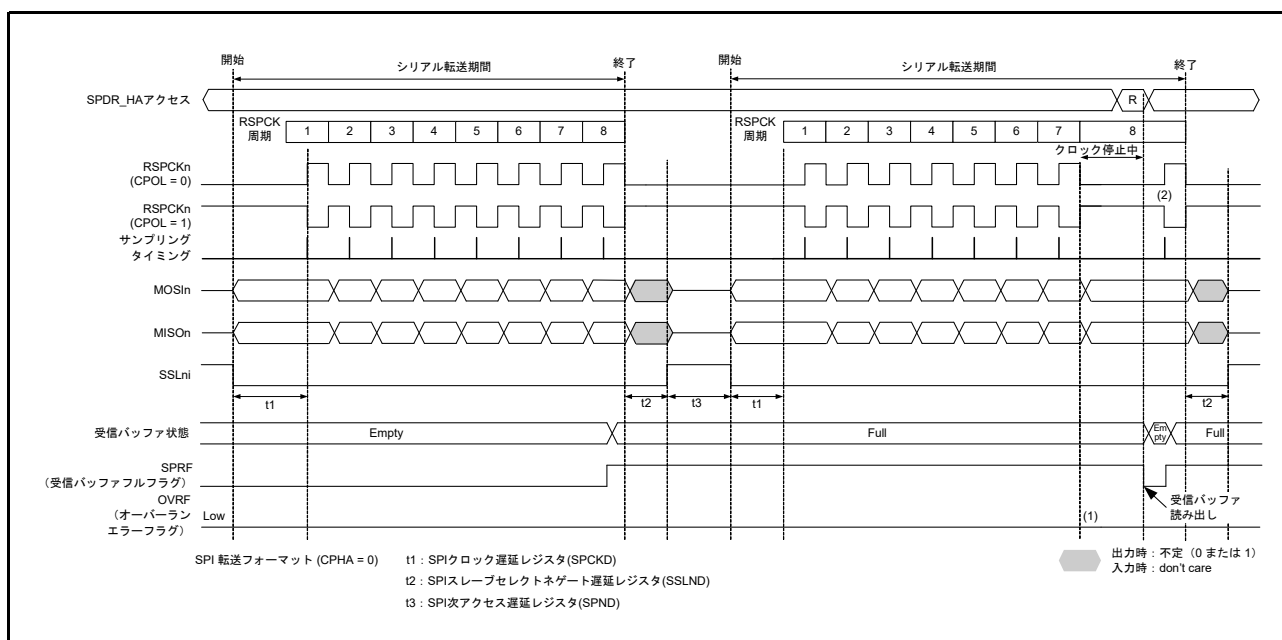 開始
シリアル転送期間
終了
開始
シリアル転送期間
終了
SPDR_HAアクセス
R
RSPCK
周期
1 2 3 4 5 6 7 8
RSPCK
周期
1 2 3 4 5 6 7 8
クロック停止中
RSPCKn
(CPOL = 0)
(2)
RSPCKn
(CPOL = 1)
サンプリング
タイミング
MOSIn
MISOn
SSLni
t1
t2
t3
t1
t2
受信バッファ状態
Empty
Full
Em
pty
Full
SPRF
(受信バッファフルフラグ)
受信バッファ
読み出し
OVRF
(オーバーラン
エラーフラグ)
Low
(1)
SPI 転送フォーマット (CPHA = 0)
t1:SPIクロック遅延レジスタ(SPCKD)
t2:SPIスレーブセレクトネゲート遅延レジスタ(SSLND)
t3:SPI次アクセス遅延レジスタ(SPND)
出力時:不定(0 または 1)
入力時:don't care